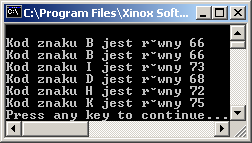 C:\Program Files\Xinox Soft...
Kod znaku B jest r˘wny 66
Kod znaku B jest r˘wny 66
Kod znaku I jest r˘wny 73
Kod znaku D jest r˘wny 68
Kod znaku H jest r˘wny 72
Kod znaku K jest r˘wny 75
Press any key to continue...